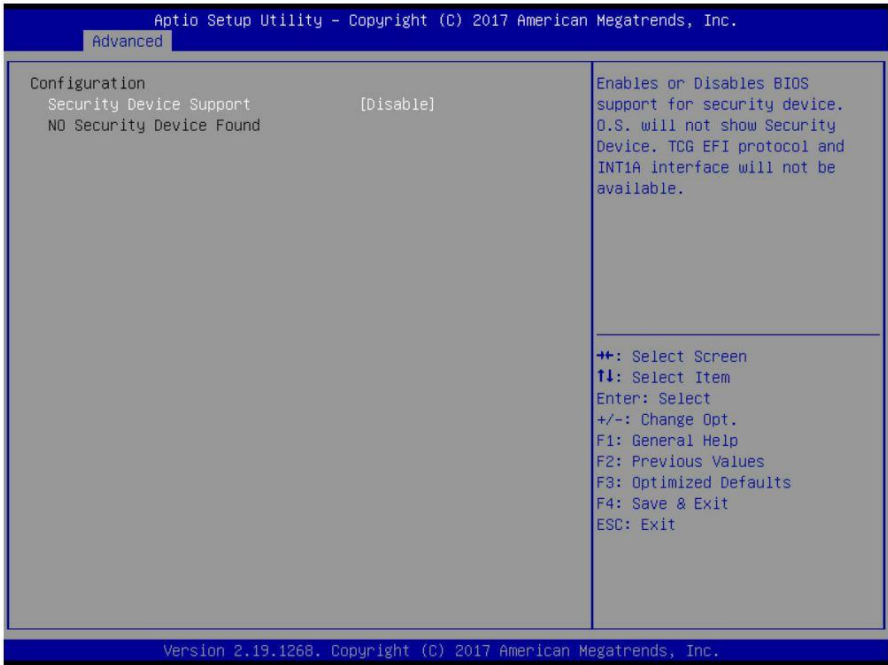 Aptio Setup Utility – Copyright (C) 2017 American Megatrends, Inc.
Advanced
Configuration
Security Device Support [Disable]
NO Security Device Found
Enables or Disables BIOS
support for security device.
O.S. will not show Security
Device. TCG EFI protocol and
INT1A interface will not be
available.
→←: Select Screen
↑↓: Select Item
Enter: Select
+/-: Change Opt.
F1: General Help
F2: Previous Values
F3: Optimized Defaults
F4: Save & Exit
ESC: Exit
Version 2.19.1268. Copyright (C) 2017 American Megatrends, Inc.